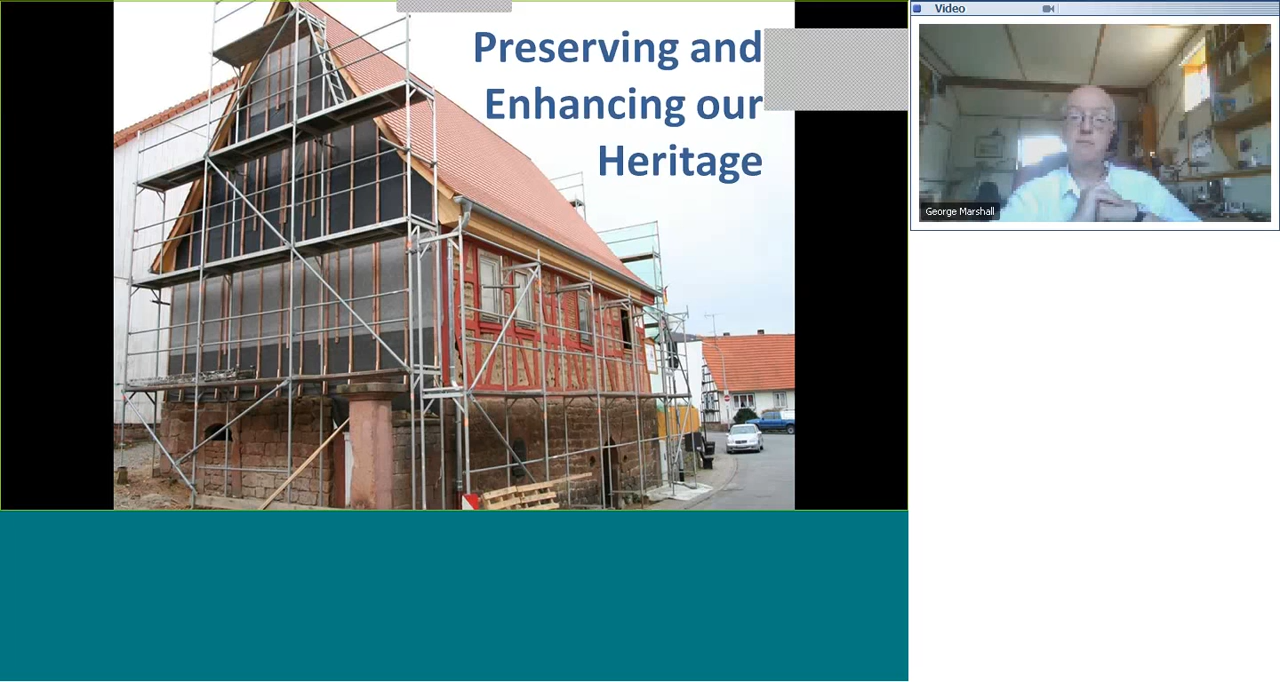 Preserving and
Enhancing our
Heritage
Video
George Marshall